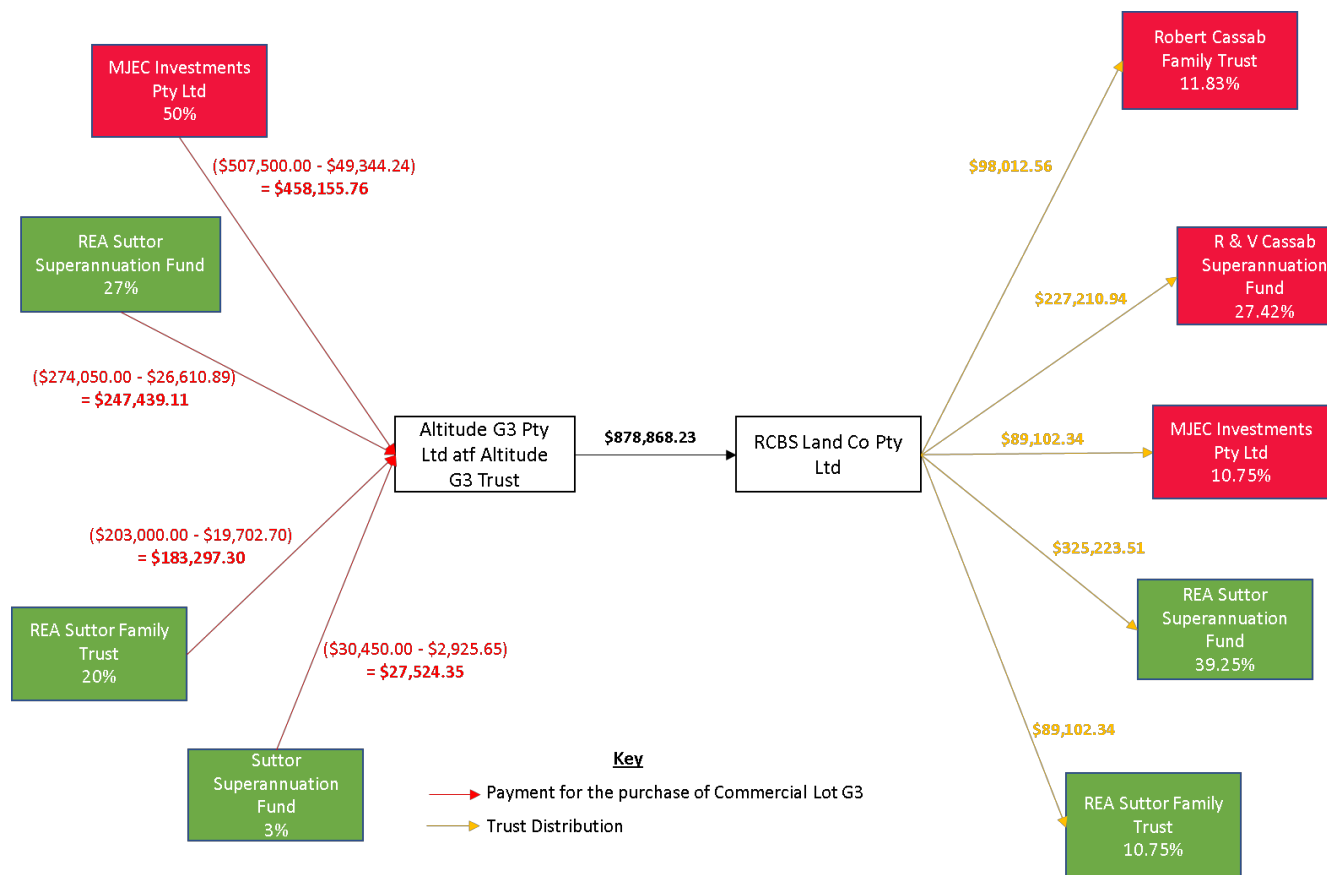 MJEC Investments
Pty Ltd
50%
($507,500.00 - $49,344.24)
= $458,155.76
REA Suttor
Superannuation Fund
27%
($274,050.00 - $26,610.89)
= $247,439.11
($203,000.00 - $19,702.70)
= $183,297.30
REA Suttor Family
Trust
20%
($30,450.00 - $2,925.65)
= $27,524.35
Suttor
Superannuation
Fund
3%
Altitude G3 Pty
Ltd atf Altitude
G3 Trust
$878,868.23
RCBS Land Co Pty
Ltd
$98,012.56
Robert Cassab
Family Trust
11.83%
$227,210.94
R & V Cassab
Superannuation
Fund
27.42%
$89,102.34
MJEC Investments
Pty Ltd
10.75%
$325,223.51
REA Suttor
Superannuation
Fund
39.25%
$89,102.34
REA Suttor Family
Trust
10.75%
Key
Payment for the purchase of Commercial Lot G3
Trust Distribution